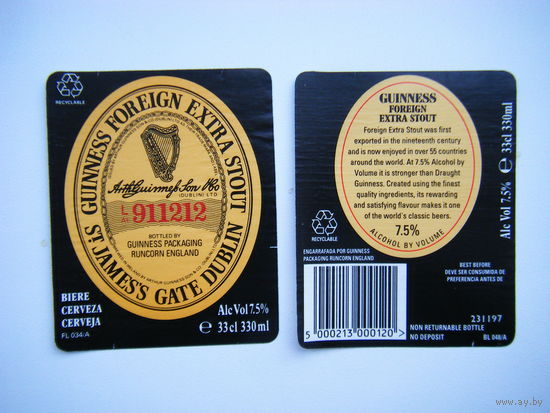 RECYCLABLE
GUINNESS FOREIGN EXTRA STOUT
ST. JAMES'S GATE DUBLIN
Arthur Guinness Son & Co
(DUBLIN) LTD
L
A 911212
BOTTLED BY
GUINNESS PACKAGING
RUNCORN ENGLAND
BIERE
CERVEZA
CERVEJA
FL 034/A
Alc Vol 7.5%
e 33cl 330ml
GUINNESS
FOREIGN
EXTRA STOUT
Foreign Extra Stout was first
exported in the nineteenth century
and is now enjoyed in over 55 countries
around the world. At 7.5% Alcohol by
Volume it is stronger than Draught
Guinness. Created using the finest
quality ingredients, its rewarding
and satisfying flavour makes it one
of the world's classic beers.
7.5%
ALCOHOL BY VOLUME
Alc Vol 7.5% e 33cl 330ml
RECYCLABLE
ENGARRAFADA POR GUINNESS
PACKAGING RUNCORN ENGLAND
BEST BEFORE
DEVE SER CONSUMIDA DE
PREFERENCIA ANTES DE
231197
5 000213 000120 >
NON RETURNABLE BOTTLE
NO DEPOSIT
BL 048/A
www.ay.by